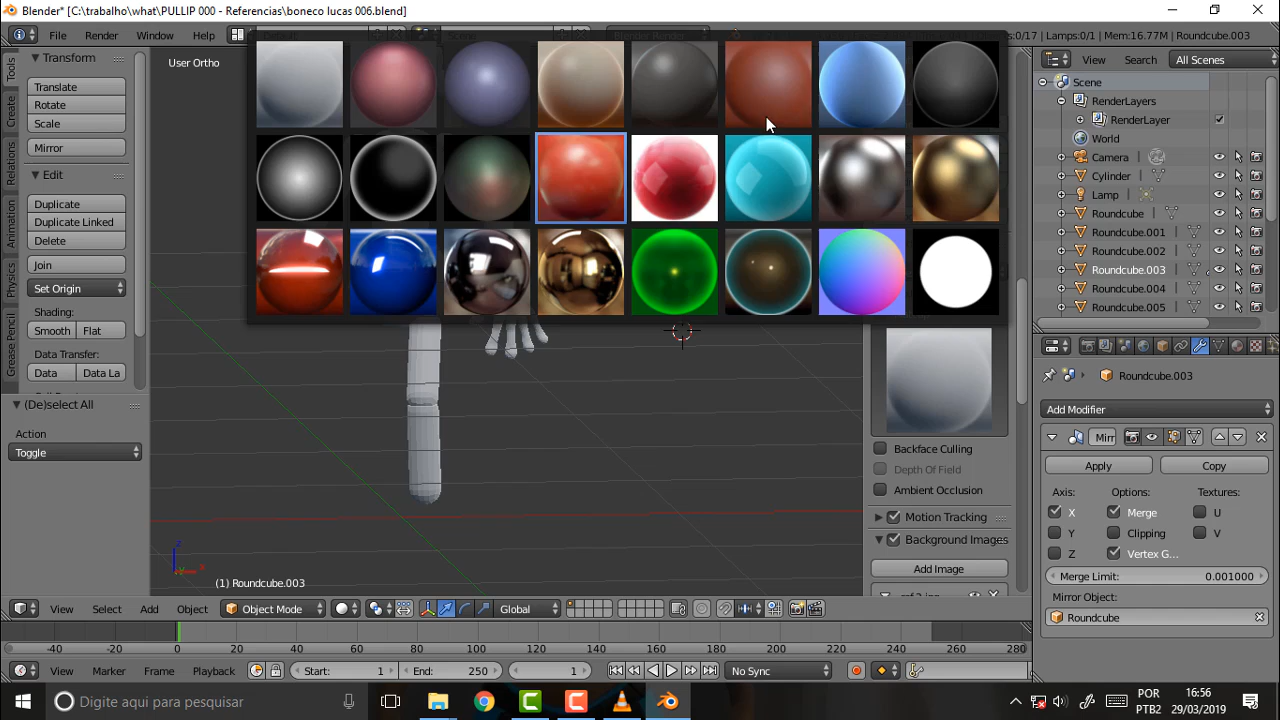 Blender* [C:\trabalho\what\PULLIP 000 - Referencias\boneco lucas 006.blend]
File Render Window Help
| Lamps:0/1 | Mem:16.77M | Roundcube.003
Tools
Create
Relations
Animation
Physics
Grease Pencil
Transform
Translate
Rotate
Scale
Mirror
Edit
Duplicate
Duplicate Linked
Delete
Join
Set Origin
Shading:
Smooth Flat
Data Transfer:
Data Data La
(De)select All
Action
Toggle
User Ortho
z
Y
x
(1) Roundcube.003
View Search All Scenes
Scene
RenderLayers
RenderLayer
World
Camera
Cylinder
Lamp
Roundcube
Roundcube.001
Roundcube.002
Roundcube.003
Roundcube.004
Roundcube.005
Backface Culling
Depth Of Field
Ambient Occlusion
Motion Tracking
Background Images
Add Image
Roundcube.003
Add Modifier
Mirr
Apply Copy
Axis: Options: Textures:
X Merge U
Y Clipping V
Z Vertex G...
Merge Limit: 0.001000
Mirror Object:
Roundcube
View Select Add Object Object Mode Global
-40 -20 0 20 40 60 80 100 120 140 160 180 200 220 240 260 280
View Marker Frame Playback Start: 1 End: 250 1 No Sync
Digite aqui para pesquisar
POR
PTB2
16:56
29/03/2019